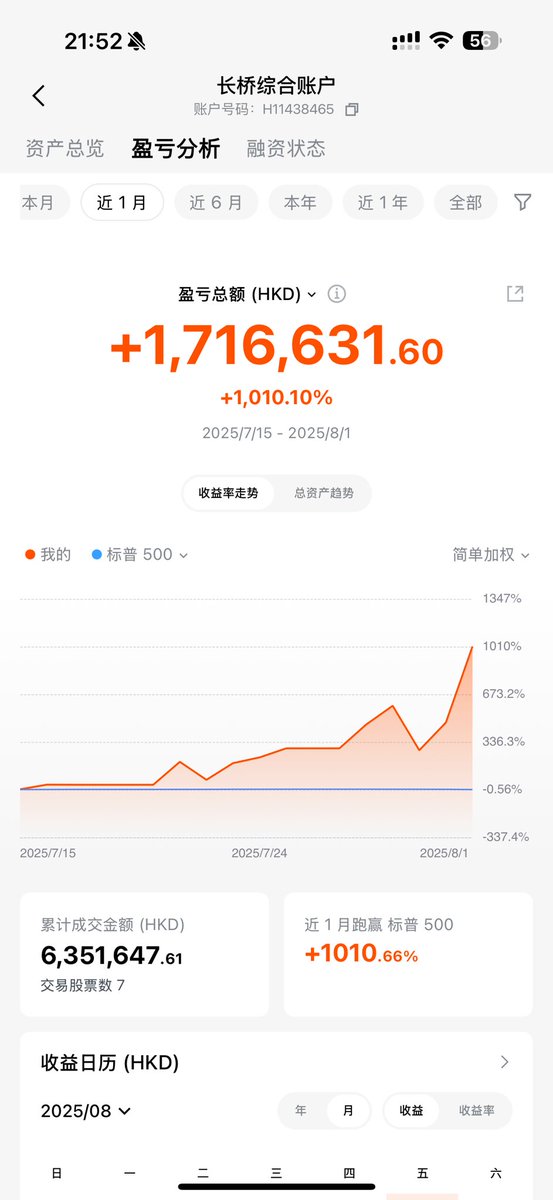 21:52
56
长桥综合账户
账户号码：H11438465
资产总览 盈亏分析 融资状态
本月 近 1 月 近 6 月 本年 近 1 年 全部
盈亏总额 (HKD)
+1,716,631.60
+1,010.10%
2025/7/15 - 2025/8/1
收益率走势 总资产趋势
我的 标普 500 简单加权
1347%
1010%
673.2%
336.3%
-0.56%
-337.4%
2025/7/15 2025/7/24 2025/8/1
累计成交金额 (HKD)
6,351,647.61
交易股票数 7
近 1 月跑赢 标普 500
+1010.66%
收益日历 (HKD)
2025/08 年 月 收益 收益率
日 一 二 三 四 五 六